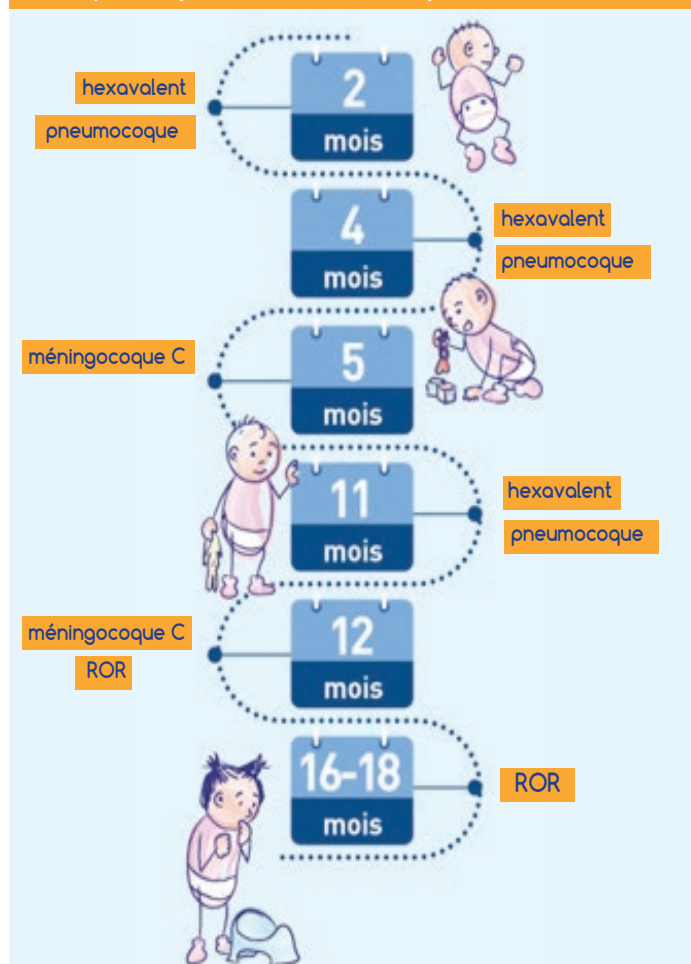 hexavalent
pneumocoque
2
mois
4
mois
hexavalent
pneumocoque
méningocoque C
5
mois
11
mois
hexavalent
pneumocoque
méningocoque C
ROR
12
mois
16-18
mois
ROR